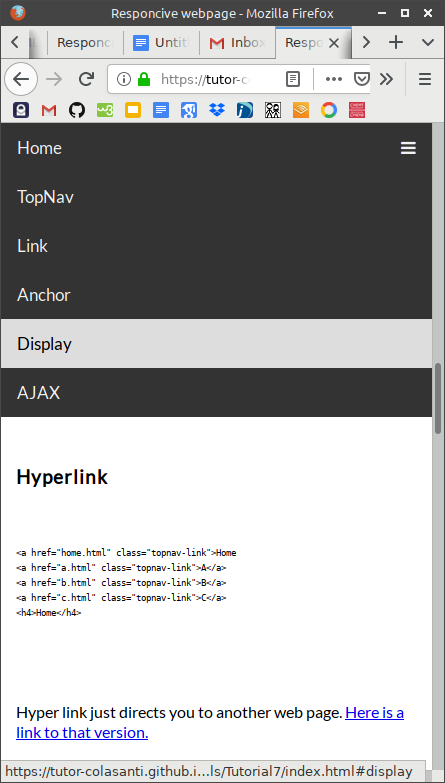 Responcive webpage - Mozilla Firefox
Responc
Untit
Inbox
Respo
https://tutor-c
Home
TopNav
Link
Anchor
Display
AJAX
Hyperlink
<a href="home.html" class="topnav-link">Home
<a href="a.html" class="topnav-link">A</a>
<a href="b.html" class="topnav-link">B</a>
<a href="c.html" class="topnav-link">C</a>
<h4>Home</h4>
Hyper link just directs you to another web page. Here is a
link to that version.
https://tutor-colasanti.github.i...ls/Tutorial7/index.html#display